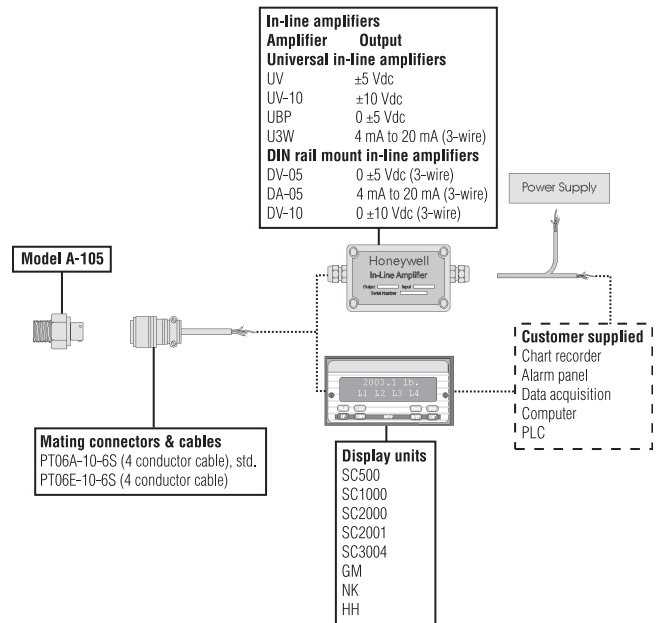 In-line amplifiers
Amplifier Output
Universal in-line amplifiers
UV ±5 Vdc
UV-10 ±10 Vdc
UBP 0 ±5 Vdc
U3W 4 mA to 20 mA (3-wire)
DIN rail mount in-line amplifiers
DV-05 0 ±5 Vdc (3-wire)
DA-05 4 mA to 20 mA (3-wire)
DV-10 0 ±10 Vdc (3-wire)
Power Supply
Model A-105
Honeywell
In-Line Amplifier
Output Input
Serial Number
Customer supplied
Chart recorder
Alarm panel
Data acquisition
Computer
PLC
2003.1 lb.
L1 L2 L3 L4
Mating connectors & cables
PT06A-10-6S (4 conductor cable), std.
PT06E-10-6S (4 conductor cable)
Display units
SC500
SC1000
SC2000
SC2001
SC3004
GM
NK
HH